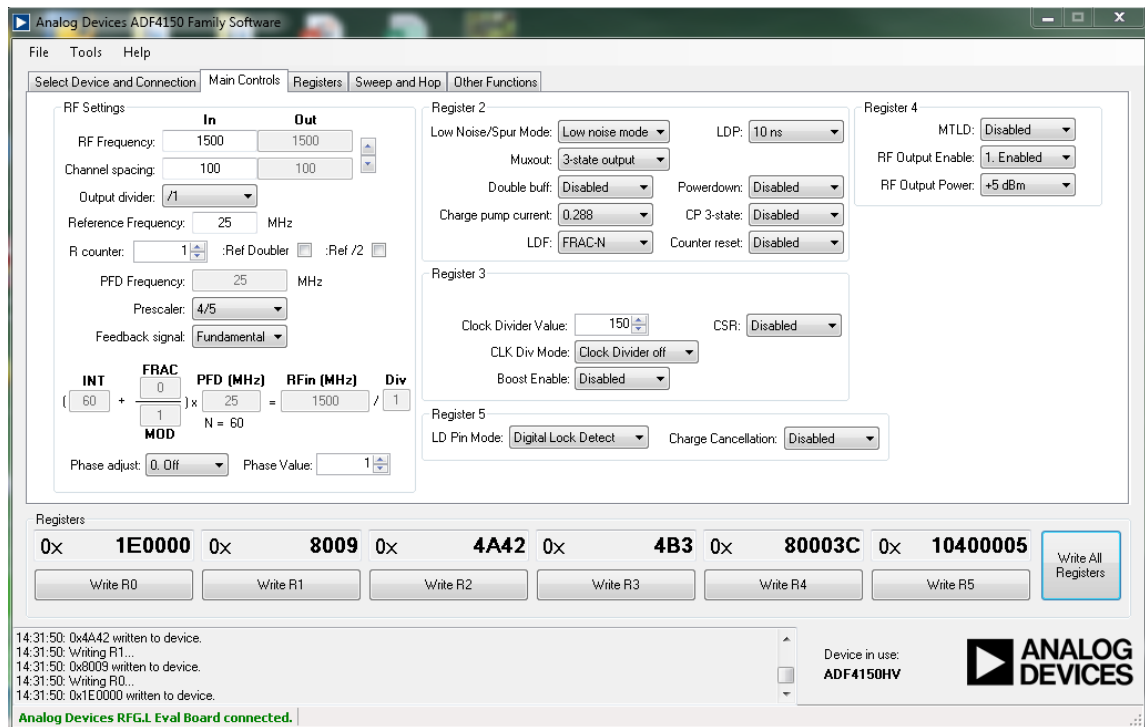 Analog Devices ADF4150 Family Software
File Tools Help
Select Device and Connection Main Controls Registers Sweep and Hop Other Functions
RF Settings
In Out
RF Frequency: 1500 1500
Channel spacing: 100 100
Output divider: /1
Reference Frequency: 25 MHz
R counter: 1 :Ref Doubler :Ref /2
PFD Frequency: 25 MHz
Prescaler: 4/5
Feedback signal: Fundamental
INT FRAC PFD (MHz) RFin (MHz) Div
( 60 + 0 / 1 ) x 25 = 1500 / 1
MOD N = 60
Phase adjust: 0. Off Phase Value: 1
Register 2
Low Noise/Spur Mode: Low noise mode LDP: 10 ns
Muxout: 3-state output
Double buff: Disabled Powerdown: Disabled
Charge pump current: 0.288 CP 3-state: Disabled
LDF: FRAC-N Counter reset: Disabled
Register 3
Clock Divider Value: 150 CSR: Disabled
CLK Div Mode: Clock Divider off
Boost Enable: Disabled
Register 5
LD Pin Mode: Digital Lock Detect Charge Cancellation: Disabled
Register 4
MTLD: Disabled
RF Output Enable: 1. Enabled
RF Output Power: +5 dBm
Registers
0x 1E0000 0x 8009 0x 4A42 0x 4B3 0x 80003C 0x 10400005
Write R0 Write R1 Write R2 Write R3 Write R4 Write R5
Write All
Registers
14:31:50: 0x4A42 written to device.
14:31:50: Writing R1...
14:31:50: 0x8009 written to device.
14:31:50: Writing R0...
14:31:50: 0x1E0000 written to device.
Device in use:
ADF4150HV
ANALOG
DEVICES
Analog Devices RFG.L Eval Board connected.